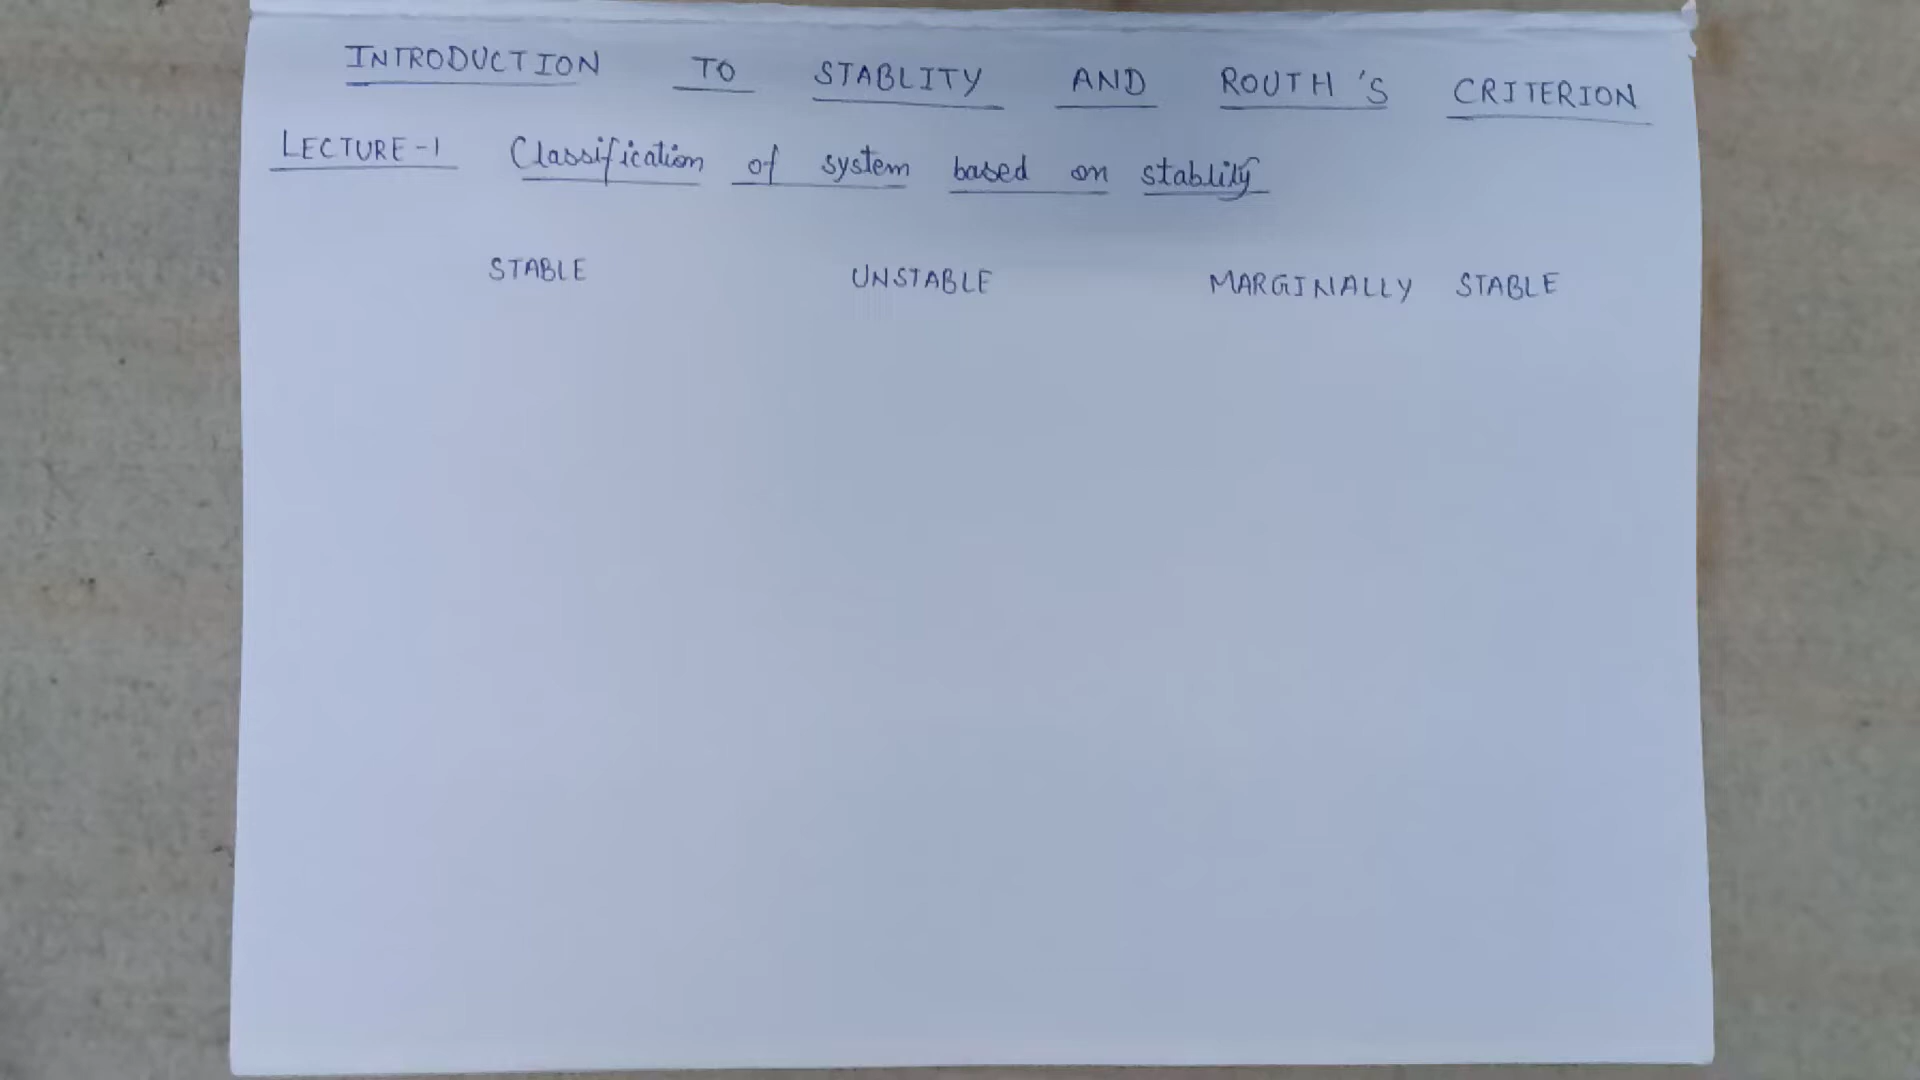 INTRODUCTION TO STABLITY AND ROUTH'S CRITERION
LECTURE-1 Classification of system based on stablity
STABLE UNSTABLE MARGINALLY STABLE